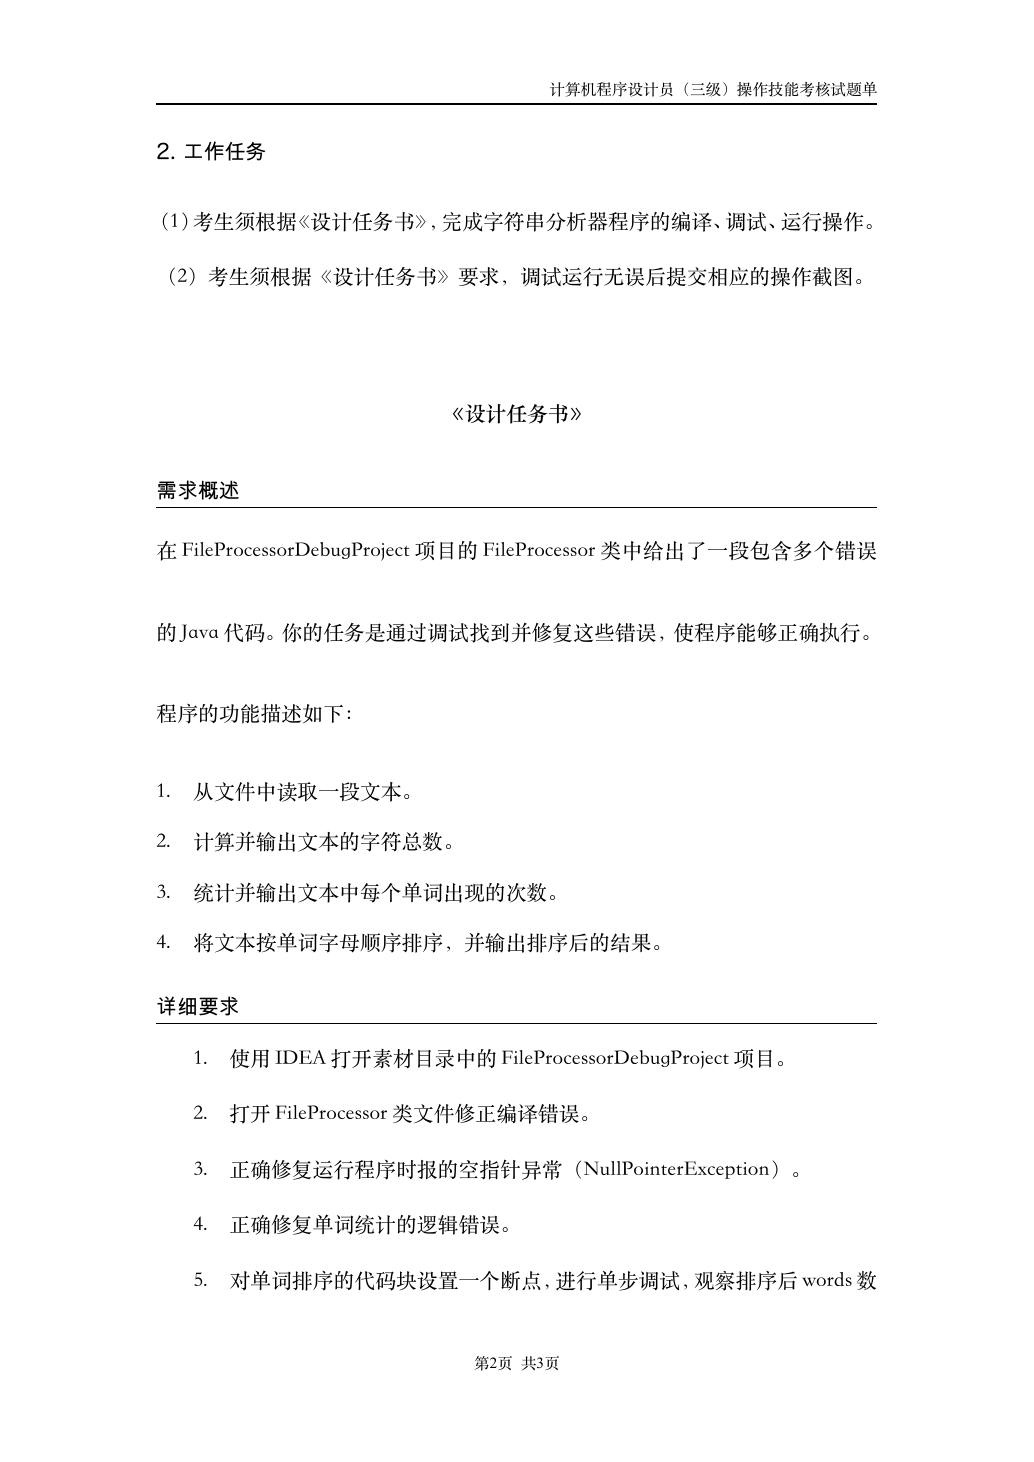 计算机程序设计员（三级）操作技能考核试题单
2. 工作任务
（1）考生须根据《设计任务书》，完成字符串分析器程序的编译、调试、运行操作。
（2）考生须根据《设计任务书》要求，调试运行无误后提交相应的操作截图。
《设计任务书》
需求概述
在 FileProcessorDebugProject 项目的 FileProcessor 类中给出了一段包含多个错误
的 Java 代码。你的任务是通过调试找到并修复这些错误，使程序能够正确执行。
程序的功能描述如下：
1. 从文件中读取一段文本。
2. 计算并输出文本的字符总数。
3. 统计并输出文本中每个单词出现的次数。
4. 将文本按单词字母顺序排序，并输出排序后的结果。
详细要求
1. 使用 IDEA 打开素材目录中的 FileProcessorDebugProject 项目。
2. 打开 FileProcessor 类文件修正编译错误。
3. 正确修复运行程序时报的空指针异常（NullPointerException）。
4. 正确修复单词统计的逻辑错误。
5. 对单词排序的代码块设置一个断点，进行单步调试，观察排序后 words 数
第2页 共3页